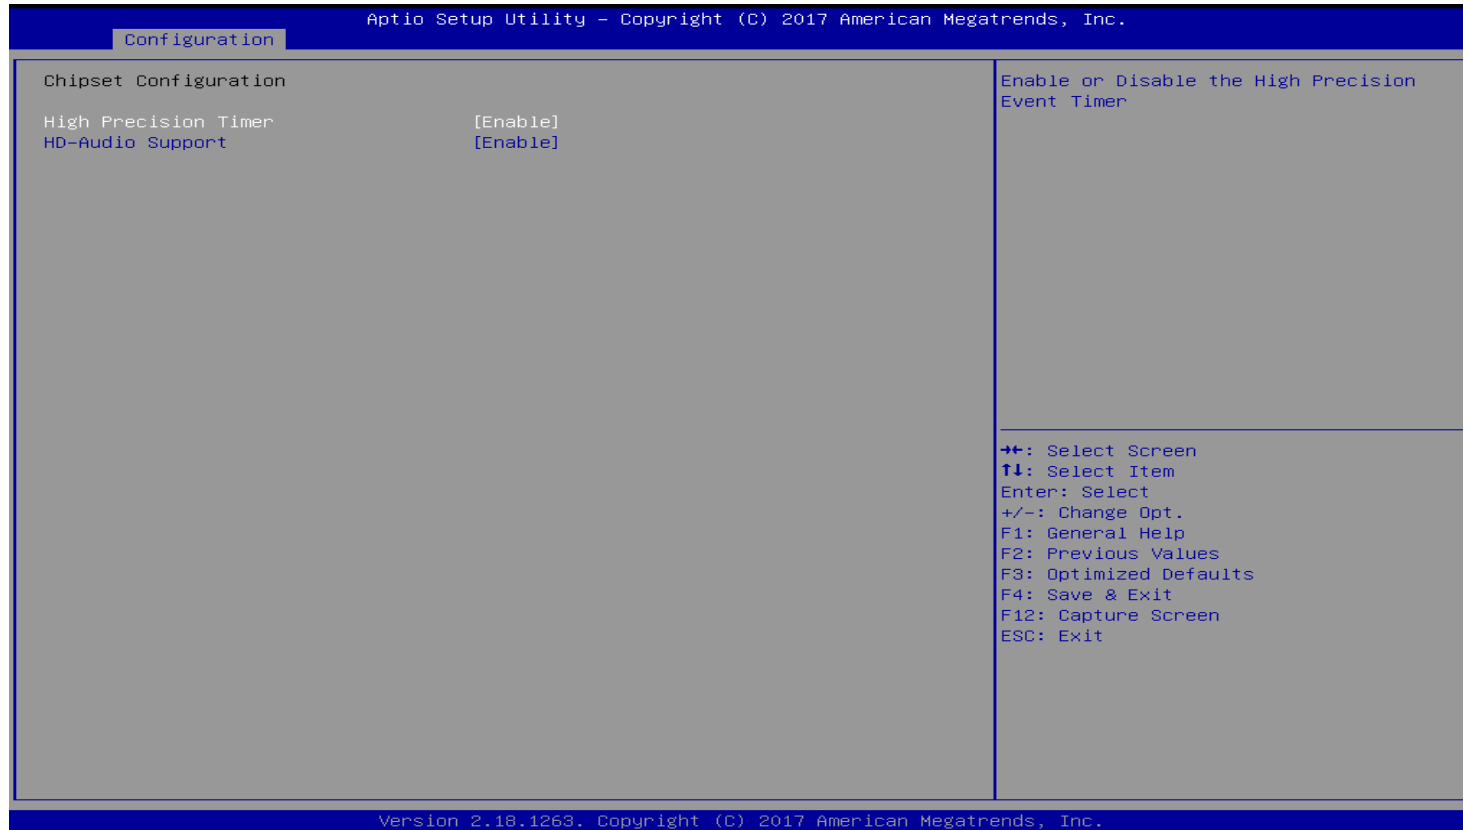 Aptio Setup Utility – Copyright (C) 2017 American Megatrends, Inc.
Configuration
Chipset Configuration
High Precision Timer [Enable]
HD-Audio Support [Enable]
Enable or Disable the High Precision
Event Timer
→←: Select Screen
↑↓: Select Item
Enter: Select
+/-: Change Opt.
F1: General Help
F2: Previous Values
F3: Optimized Defaults
F4: Save & Exit
F12: Capture Screen
ESC: Exit
Version 2.18.1263. Copyright (C) 2017 American Megatrends, Inc.